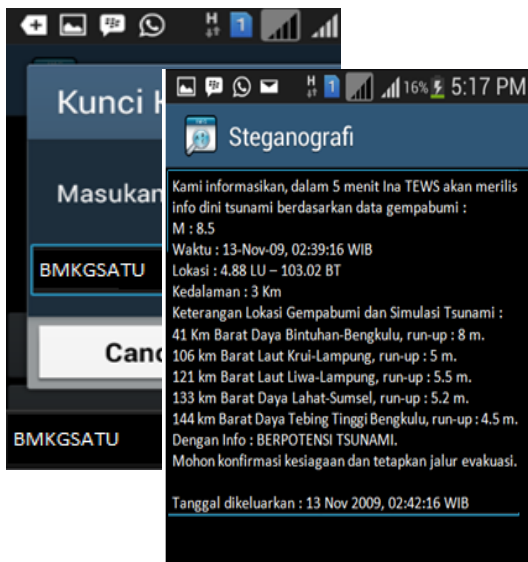 H
1
Kunci
Masukan
BMKGSATU
BMKGSATU
H
1
16%
5:17 PM
Steganografi
Kami informasikan, dalam 5 menit Ina TEWS akan merilis
info dini tsunami berdasarkan data gempabumi :
M : 8.5
Waktu : 13-Nov-09, 02:39:16 WIB
Lokasi : 4.88 LU – 103.02 BT
Kedalaman : 3 Km
Keterangan Lokasi Gempabumi dan Simulasi Tsunami :
41 Km Barat Daya Bintuhan-Bengkulu, run-up : 8 m.
106 km Barat Laut Krui-Lampung, run-up : 5 m.
121 km Barat Laut Liwa-Lampung, run-up : 5.5 m.
133 km Barat Daya Lahat-Sumsel, run-up : 5.2 m.
144 km Barat Daya Tebing Tinggi Bengkulu, run-up : 4.5 m.
Dengan Info : BERPOTENSI TSUNAMI.
Mohon konfirmasi kesiagaan dan tetapkan jalur evakuasi.
Tanggal dikeluarkan : 13 Nov 2009, 02:42:16 WIB